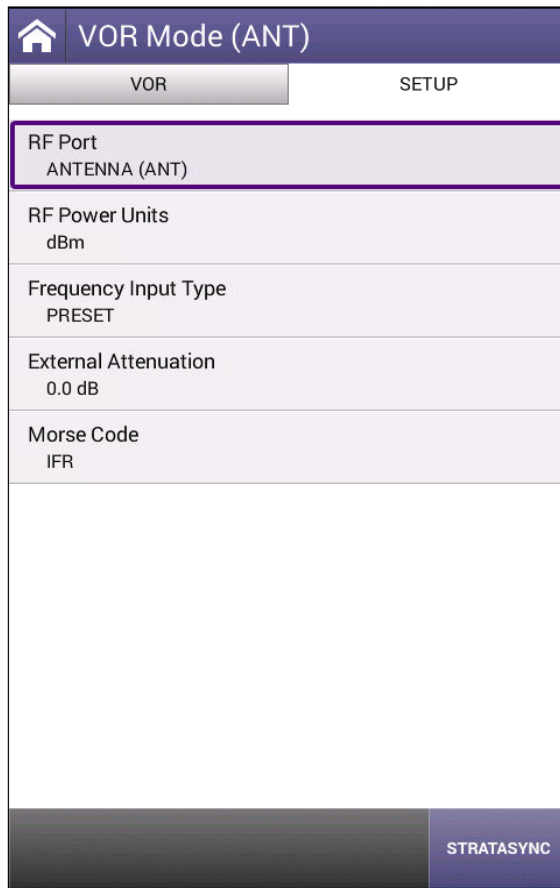 VOR Mode (ANT)
VOR
SETUP
RF Port
ANTENNA (ANT)
RF Power Units
dBm
Frequency Input Type
PRESET
External Attenuation
0.0 dB
Morse Code
IFR
STRATASYNC